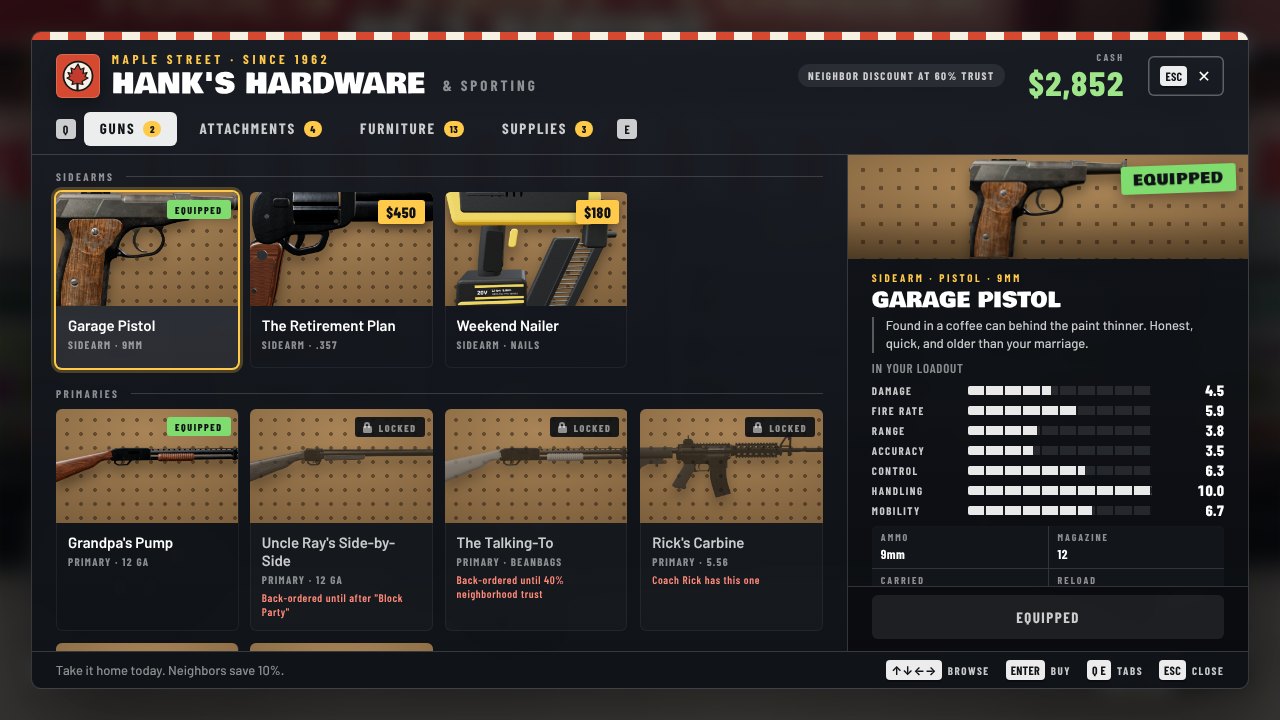 MAPLE STREET · SINCE 1962
HANK'S HARDWARE & SPORTING
NEIGHBOR DISCOUNT AT 60% TRUST
CASH
$2,852
ESC ✕
Q
GUNS 2
ATTACHMENTS 4
FURNITURE 13
SUPPLIES 3
E
SIDEARMS
EQUIPPED
Garage Pistol
SIDEARM · 9MM
$450
The Retirement Plan
SIDEARM · .357
$180
20V
Weekend Nailer
SIDEARM · NAILS
PRIMARIES
EQUIPPED
Grandpa's Pump
PRIMARY · 12 GA
LOCKED
Uncle Ray's Side-by-
Side
PRIMARY · 12 GA
Back-ordered until after "Block
Party"
LOCKED
The Talking-To
PRIMARY · BEANBAGS
Back-ordered until 40%
neighborhood trust
LOCKED
Rick's Carbine
PRIMARY · 5.56
Coach Rick has this one
EQUIPPED
SIDEARM · PISTOL · 9MM
GARAGE PISTOL
Found in a coffee can behind the paint thinner. Honest,
quick, and older than your marriage.
IN YOUR LOADOUT
DAMAGE 4.5
FIRE RATE 5.9
RANGE 3.8
ACCURACY 3.5
CONTROL 6.3
HANDLING 10.0
MOBILITY 6.7
AMMO
9mm
MAGAZINE
12
CARRIED
RELOAD
EQUIPPED
Take it home today. Neighbors save 10%.
↑↓←→ BROWSE
ENTER BUY
Q E TABS
ESC CLOSE